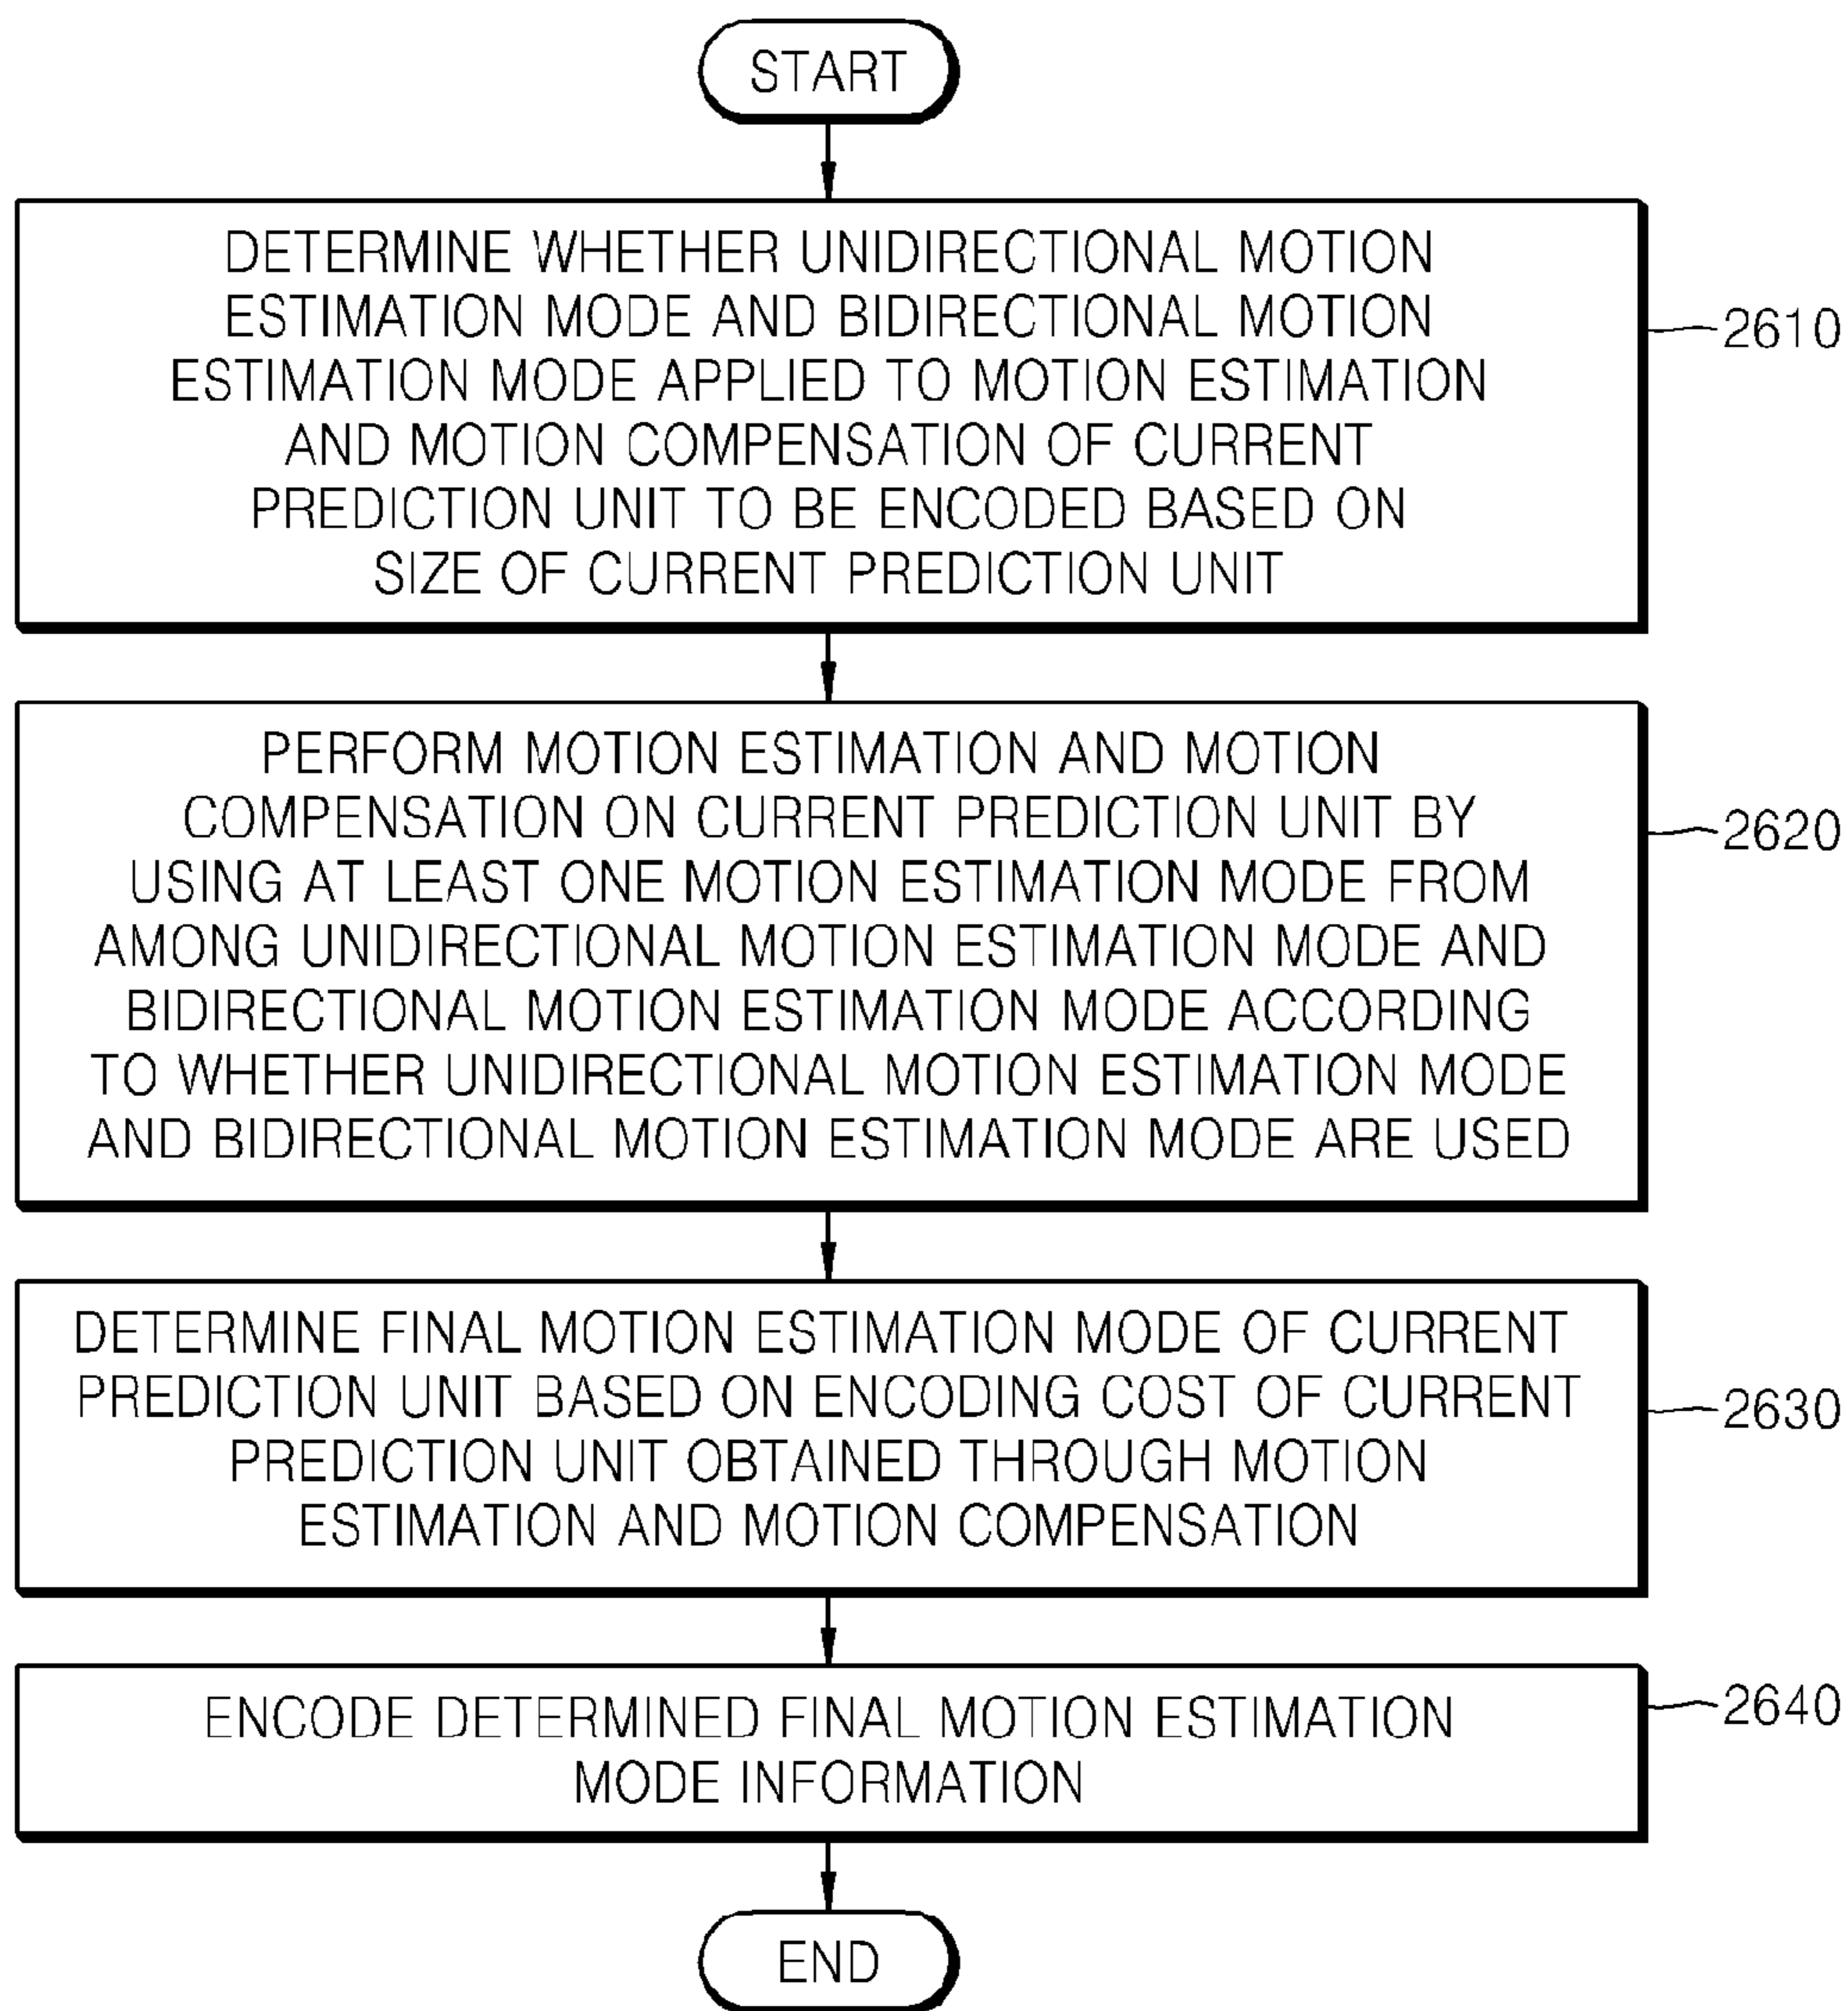 START
DETERMINE WHETHER UNIDIRECTIONAL MOTION
ESTIMATION MODE AND BIDIRECTIONAL MOTION
ESTIMATION MODE APPLIED TO MOTION ESTIMATION
AND MOTION COMPENSATION OF CURRENT
PREDICTION UNIT TO BE ENCODED BASED ON
SIZE OF CURRENT PREDICTION UNIT
2610
PERFORM MOTION ESTIMATION AND MOTION
COMPENSATION ON CURRENT PREDICTION UNIT BY
USING AT LEAST ONE MOTION ESTIMATION MODE FROM
AMONG UNIDIRECTIONAL MOTION ESTIMATION MODE AND
BIDIRECTIONAL MOTION ESTIMATION MODE ACCORDING
TO WHETHER UNIDIRECTIONAL MOTION ESTIMATION MODE
AND BIDIRECTIONAL MOTION ESTIMATION MODE ARE USED
2620
DETERMINE FINAL MOTION ESTIMATION MODE OF CURRENT
PREDICTION UNIT BASED ON ENCODING COST OF CURRENT
PREDICTION UNIT OBTAINED THROUGH MOTION
ESTIMATION AND MOTION COMPENSATION
2630
ENCODE DETERMINED FINAL MOTION ESTIMATION
MODE INFORMATION
2640
END